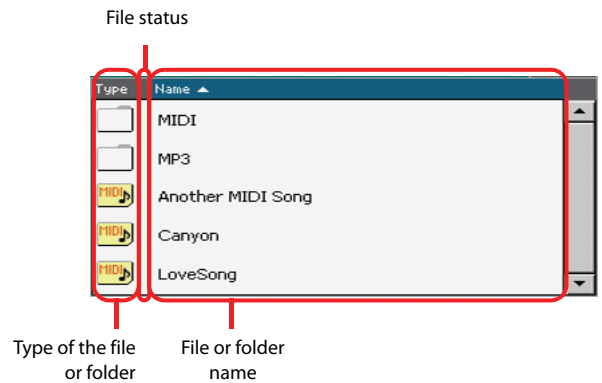 File status
Type Name
MIDI
MP3
MIDI Another MIDI Song
MIDI Canyon
MIDI LoveSong
Type of the file
or folder
File or folder
name